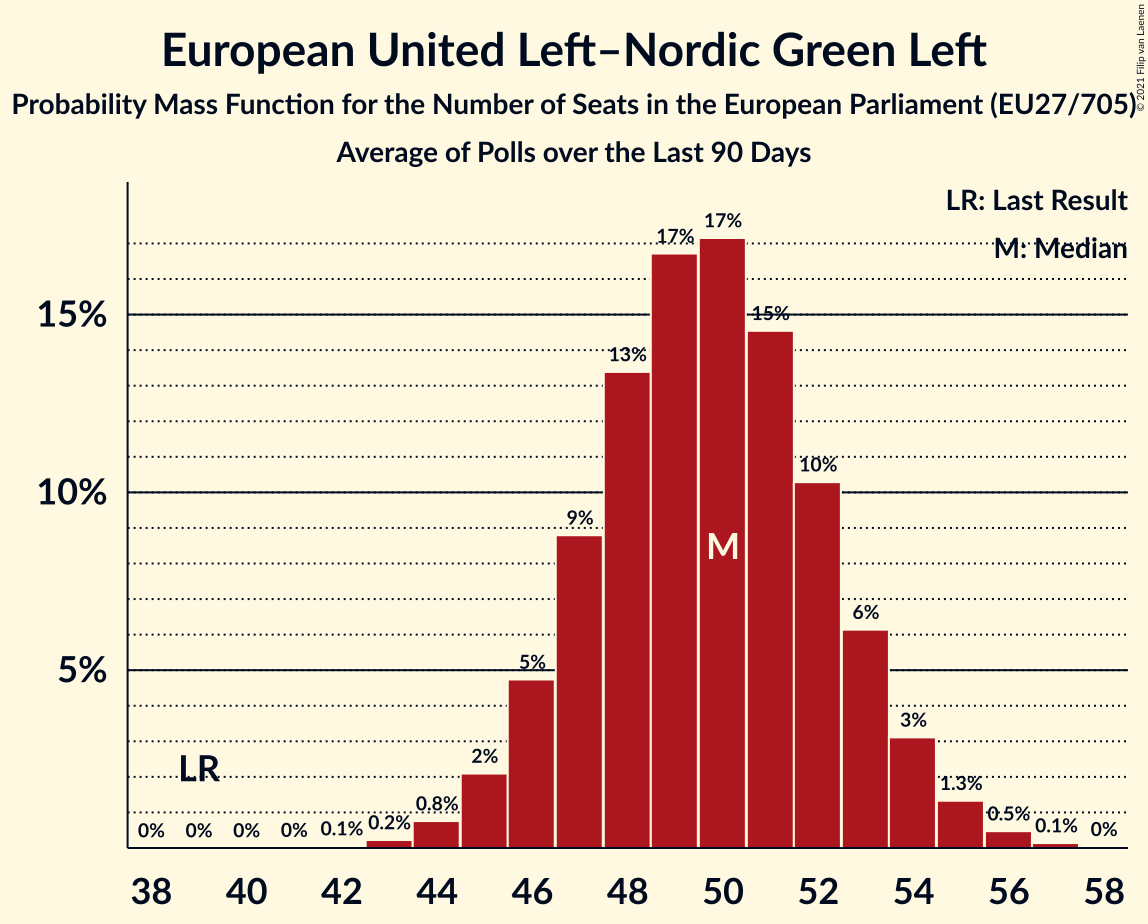 European United Left–Nordic Green Left
Probability Mass Function for the Number of Seats in the European Parliament (EU27/705)
Average of Polls over the Last 90 Days
© 2021 Filip van Laenen
LR: Last Result
M: Median
15%
10%
5%
0%
0%
0%
0%
0.1%
0.2%
0.8%
2%
5%
9%
13%
17%
17%
15%
10%
6%
3%
1.3%
0.5%
0.1%
0%
LR
M
38 40 42 44 46 48 50 52 54 56 58